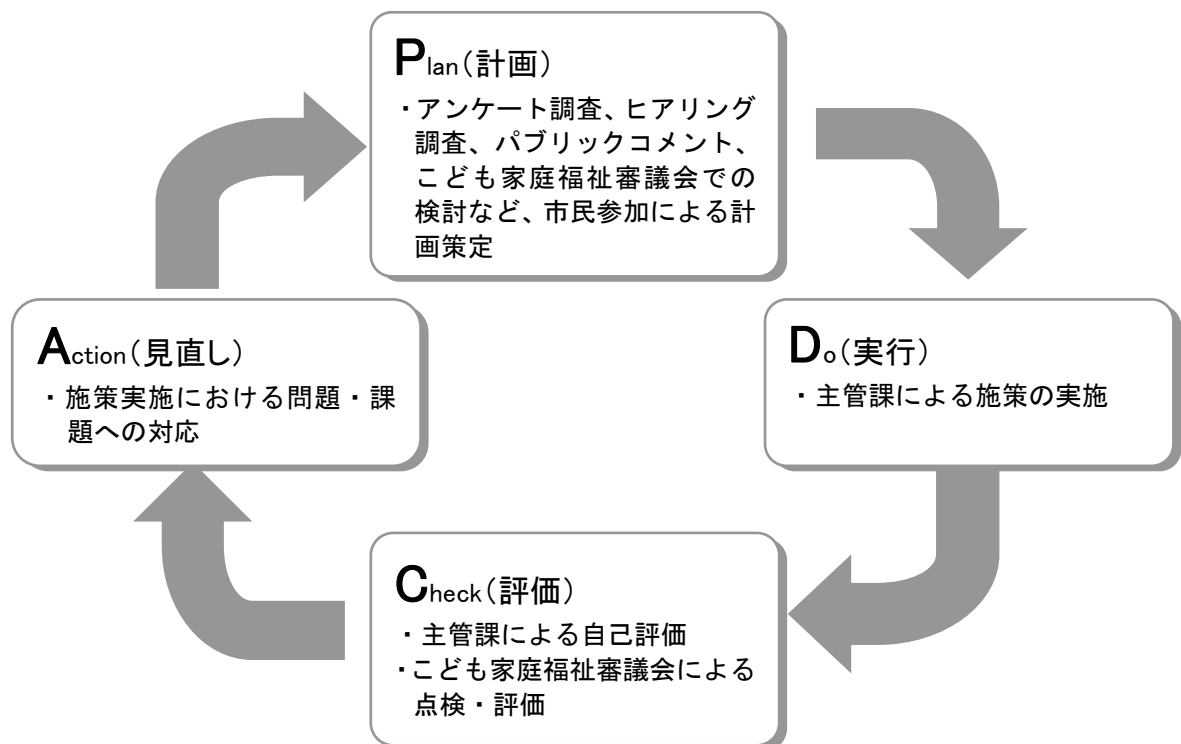 Plan（計画）
・アンケート調査、ヒアリング
調査、パブリックコメント、
こども家庭福祉審議会での
検討など、市民参加による計
画策定
Action（見直し）
・施策実施における問題・課
題への対応
Do（実行）
・主管課による施策の実施
Check（評価）
・主管課による自己評価
・こども家庭福祉審議会による
点検・評価